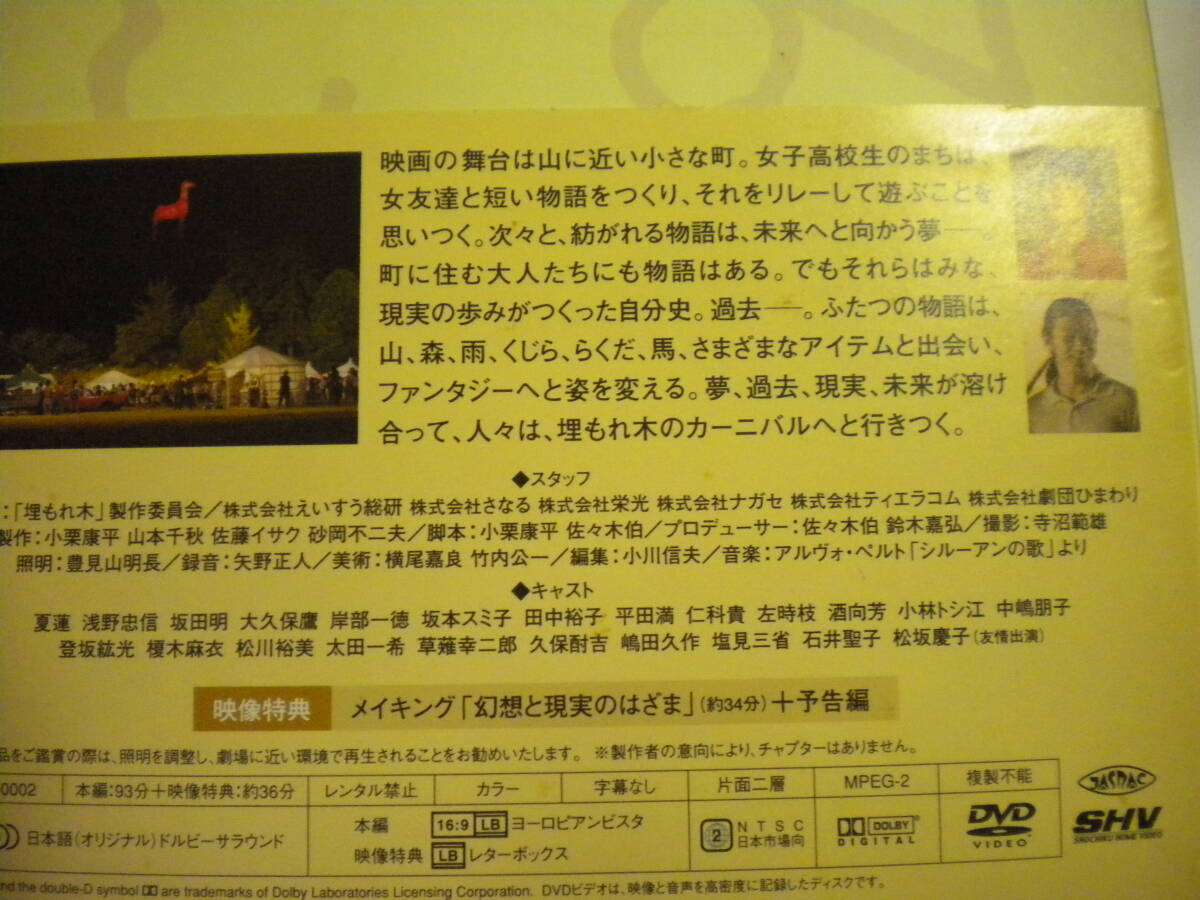 映画の舞台は山に近い小さな町。女子高校生のまちは、
女友達と短い物語をつくり、それをリレーして遊ぶことを
思いつく。次々と、紡がれる物語は、未来へと向かう夢――。
町に住む大人たちにも物語はある。でもそれらはみな、
現実の歩みがつくった自分史。過去――。ふたつの物語は、
山、森、雨、くじら、らくだ、馬、さまざまなアイテムと出会い、
ファンタジーへと姿を変える。夢、過去、現実、未来が溶け
合って、人々は、埋もれ木のカーニバルへと行きつく。
◆スタッフ
:「埋もれ木」製作委員会／株式会社えいすう総研 株式会社さなる 株式会社栄光 株式会社ナガセ 株式会社ティエラコム 株式会社劇団ひまわり
製作：小栗康平 山本千秋 佐藤イサク 砂岡不二夫／脚本：小栗康平 佐々木伯／プロデューサー：佐々木伯 鈴木嘉弘／撮影：寺沼範雄
照明：豊見山明長／録音：矢野正人／美術：横尾嘉良 竹内公一／編集：小川信夫／音楽：アルヴォ・ペルト「シルーアンの歌」より
◆キャスト
夏蓮 浅野忠信 坂田明 大久保鷹 岸部一徳 坂本スミ子 田中裕子 平田満 仁科貴 左時枝 酒向芳 小林トシ江 中嶋朋子
登坂紘光 榎木麻衣 松川裕美 太田一希 草薙幸二郎 久保酎吉 嶋田久作 塩見三省 石井聖子 松坂慶子(友情出演)
映像特典 メイキング「幻想と現実のはざま」(約34分)＋予告編
品をご鑑賞の際は、照明を調整し、劇場に近い環境で再生されることをお勧めいたします。 ※製作者の意向により、チャプターはありません。
0002 本編:93分＋映像特典:約36分 レンタル禁止 カラー 字幕なし 片面二層 MPEG-2 複製不能 JASRAC
日本語(オリジナル)ドルビーサラウンド 本編 16:9 LB ヨーロピアンビスタ 2 NTSC 日本市場向 DOLBY DIGITAL DVD VIDEO SHV SHOCHIKU HOME VIDEO
映像特典 LB レターボックス
nd the double-D symbol are trademarks of Dolby Laboratories Licensing Corporation. DVDビデオは、映像と音声を高密度に記録したディスクです。